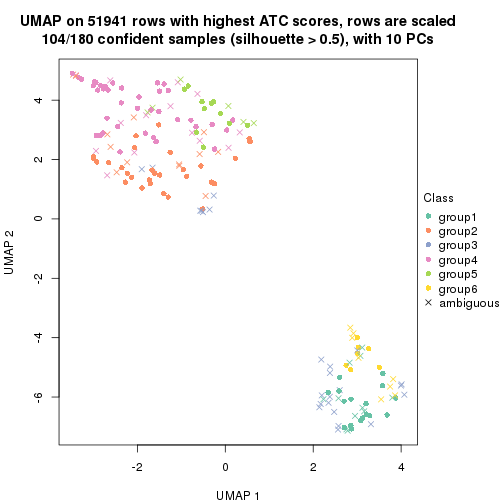 UMAP on 51941 rows with highest ATC scores, rows are scaled
104/180 confident samples (silhouette > 0.5), with 10 PCs
4
2
0
-2
-4
-6
UMAP 2
-2
0
2
4
UMAP 1
Class
group1
group2
group3
group4
group5
group6
ambiguous